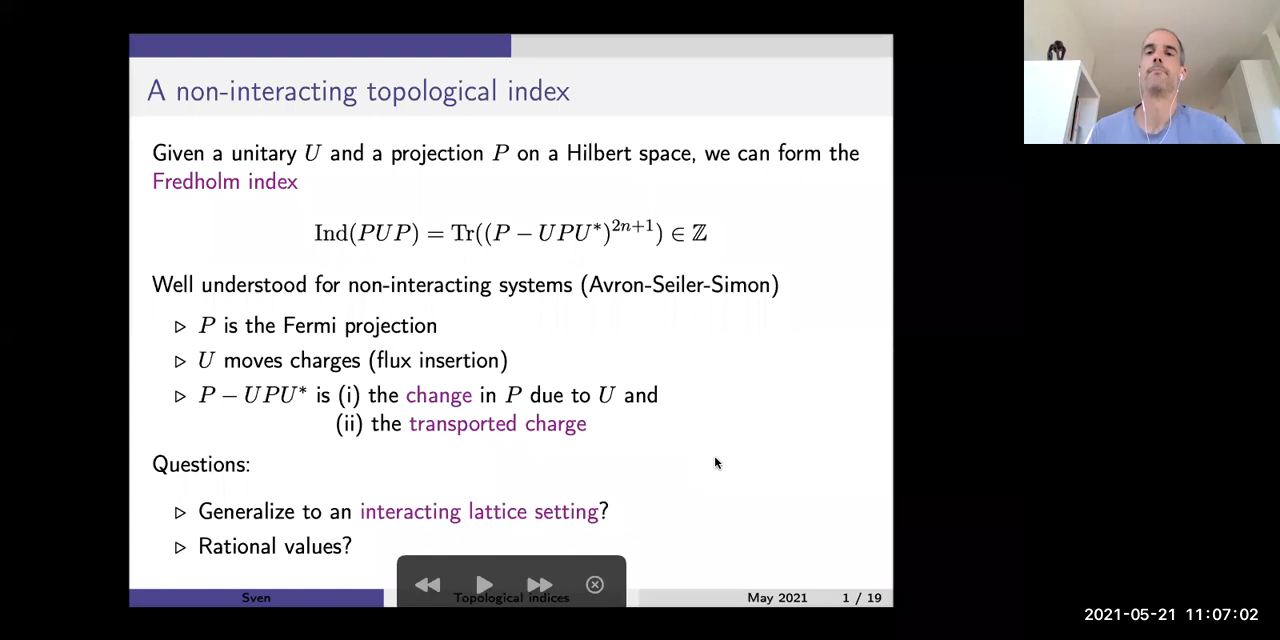 A non-interacting topological index
Given a unitary U and a projection P on a Hilbert space, we can form the
Fredholm index
Ind(PUP) = Tr((P − UPU*)^{2n+1}) ∈ ℤ
Well understood for non-interacting systems (Avron-Seiler-Simon)
▷ P is the Fermi projection
▷ U moves charges (flux insertion)
▷ P − UPU* is (i) the change in P due to U and
(ii) the transported charge
Questions:
▷ Generalize to an interacting lattice setting?
▷ Rational values?
Sven Topological indices May 2021 1 / 19
2021-05-21 11:07:02